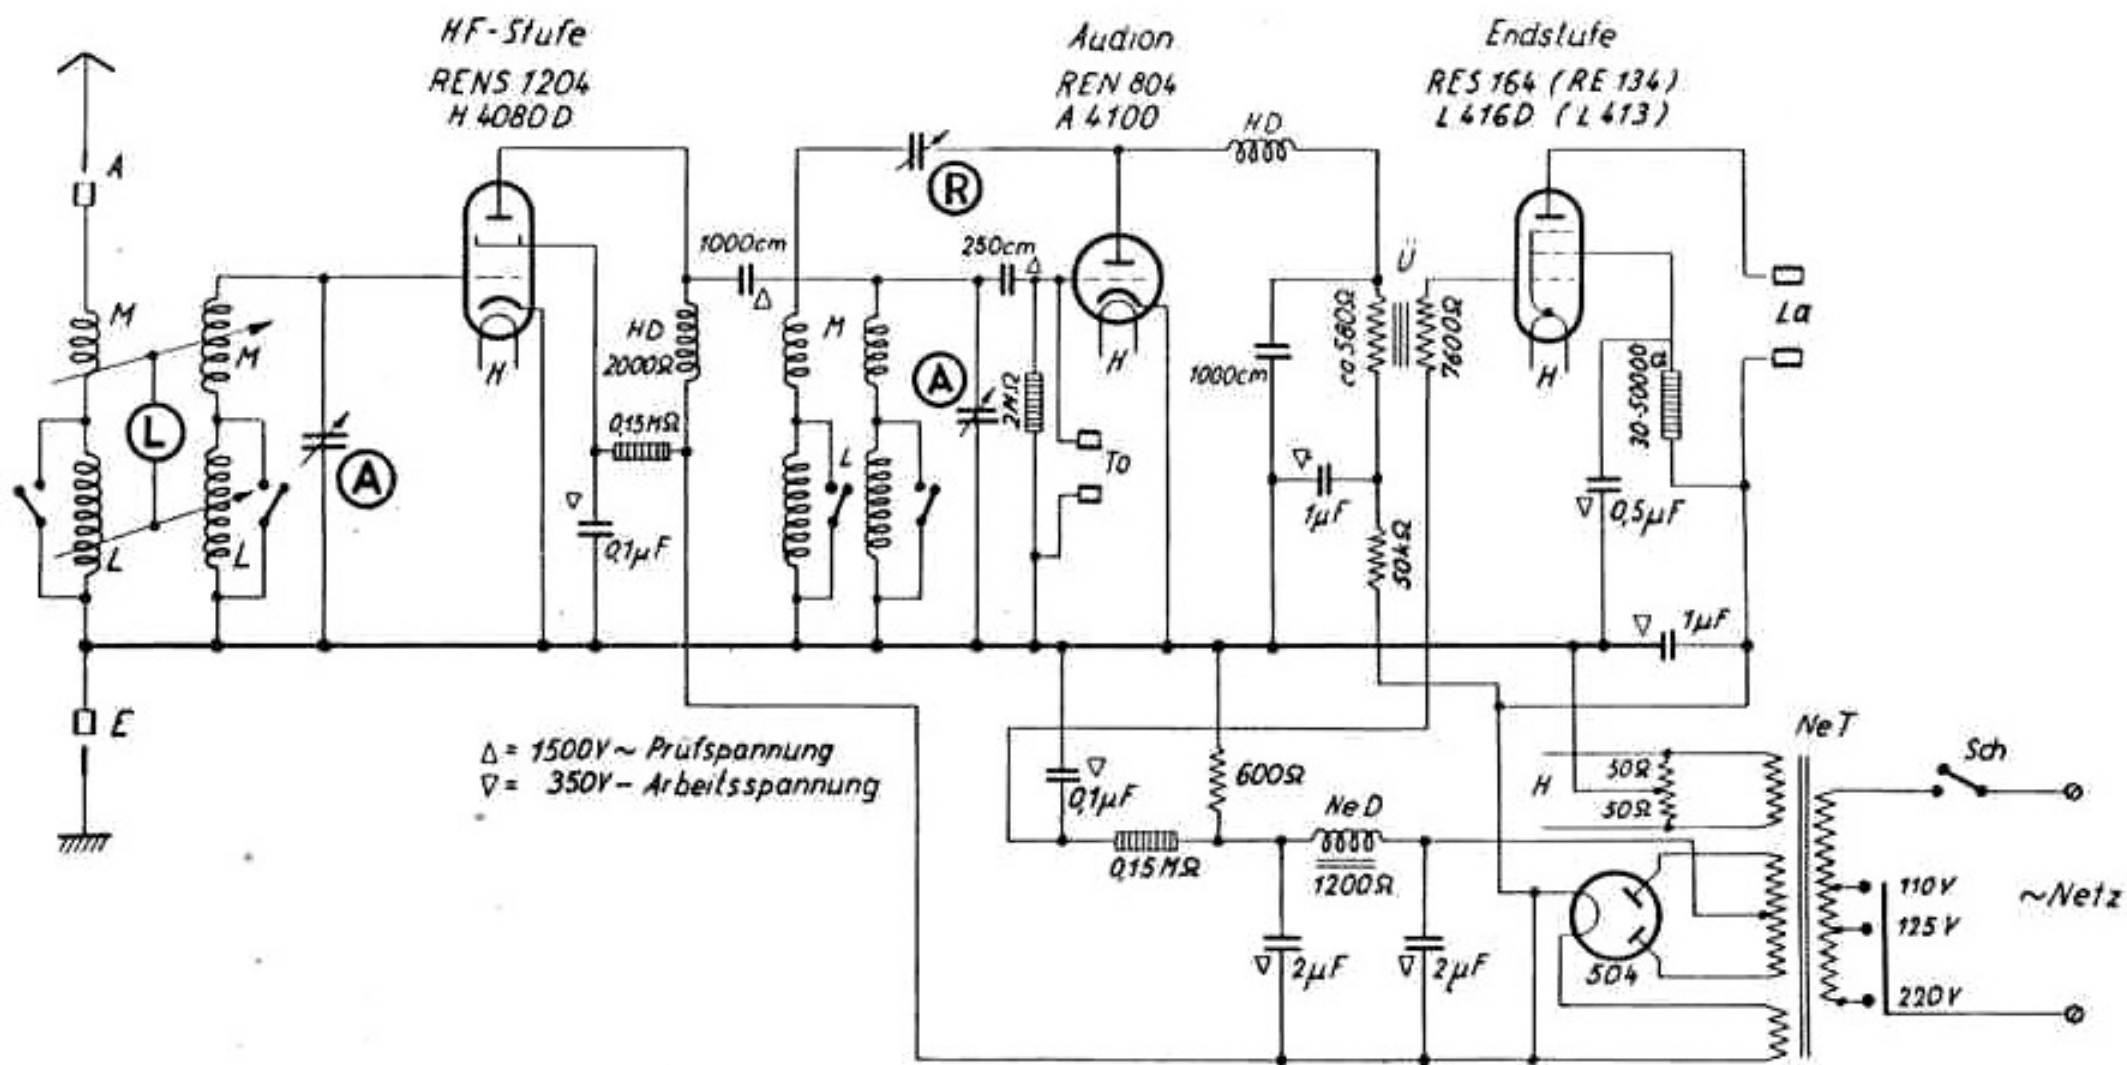 HF-Stufe
RENS 1204
H 4080 D
Audion
REN 804
A 4100
Endstufe
RES 164 (RE 134)
L 416D (L 413)
A
HD
R
1000cm
250cm
Ü
M
M
L
A
H
HD
2000Ω
0,15MΩ
0,1µF
M
L
A
2MΩ
H
To
1000cm
ca 580Ω
7600Ω
1µF
50kΩ
H
30-50000Ω
0,5µF
La
L
L
1µF
E
△ = 1500V ~ Prüfspannung
▽ = 350V – Arbeitsspannung
0,1µF
600Ω
0,15MΩ
NeD
1200Ω
2µF
2µF
H
50Ω
50Ω
NeT
Sch
504
110V
125V
220V
~Netz